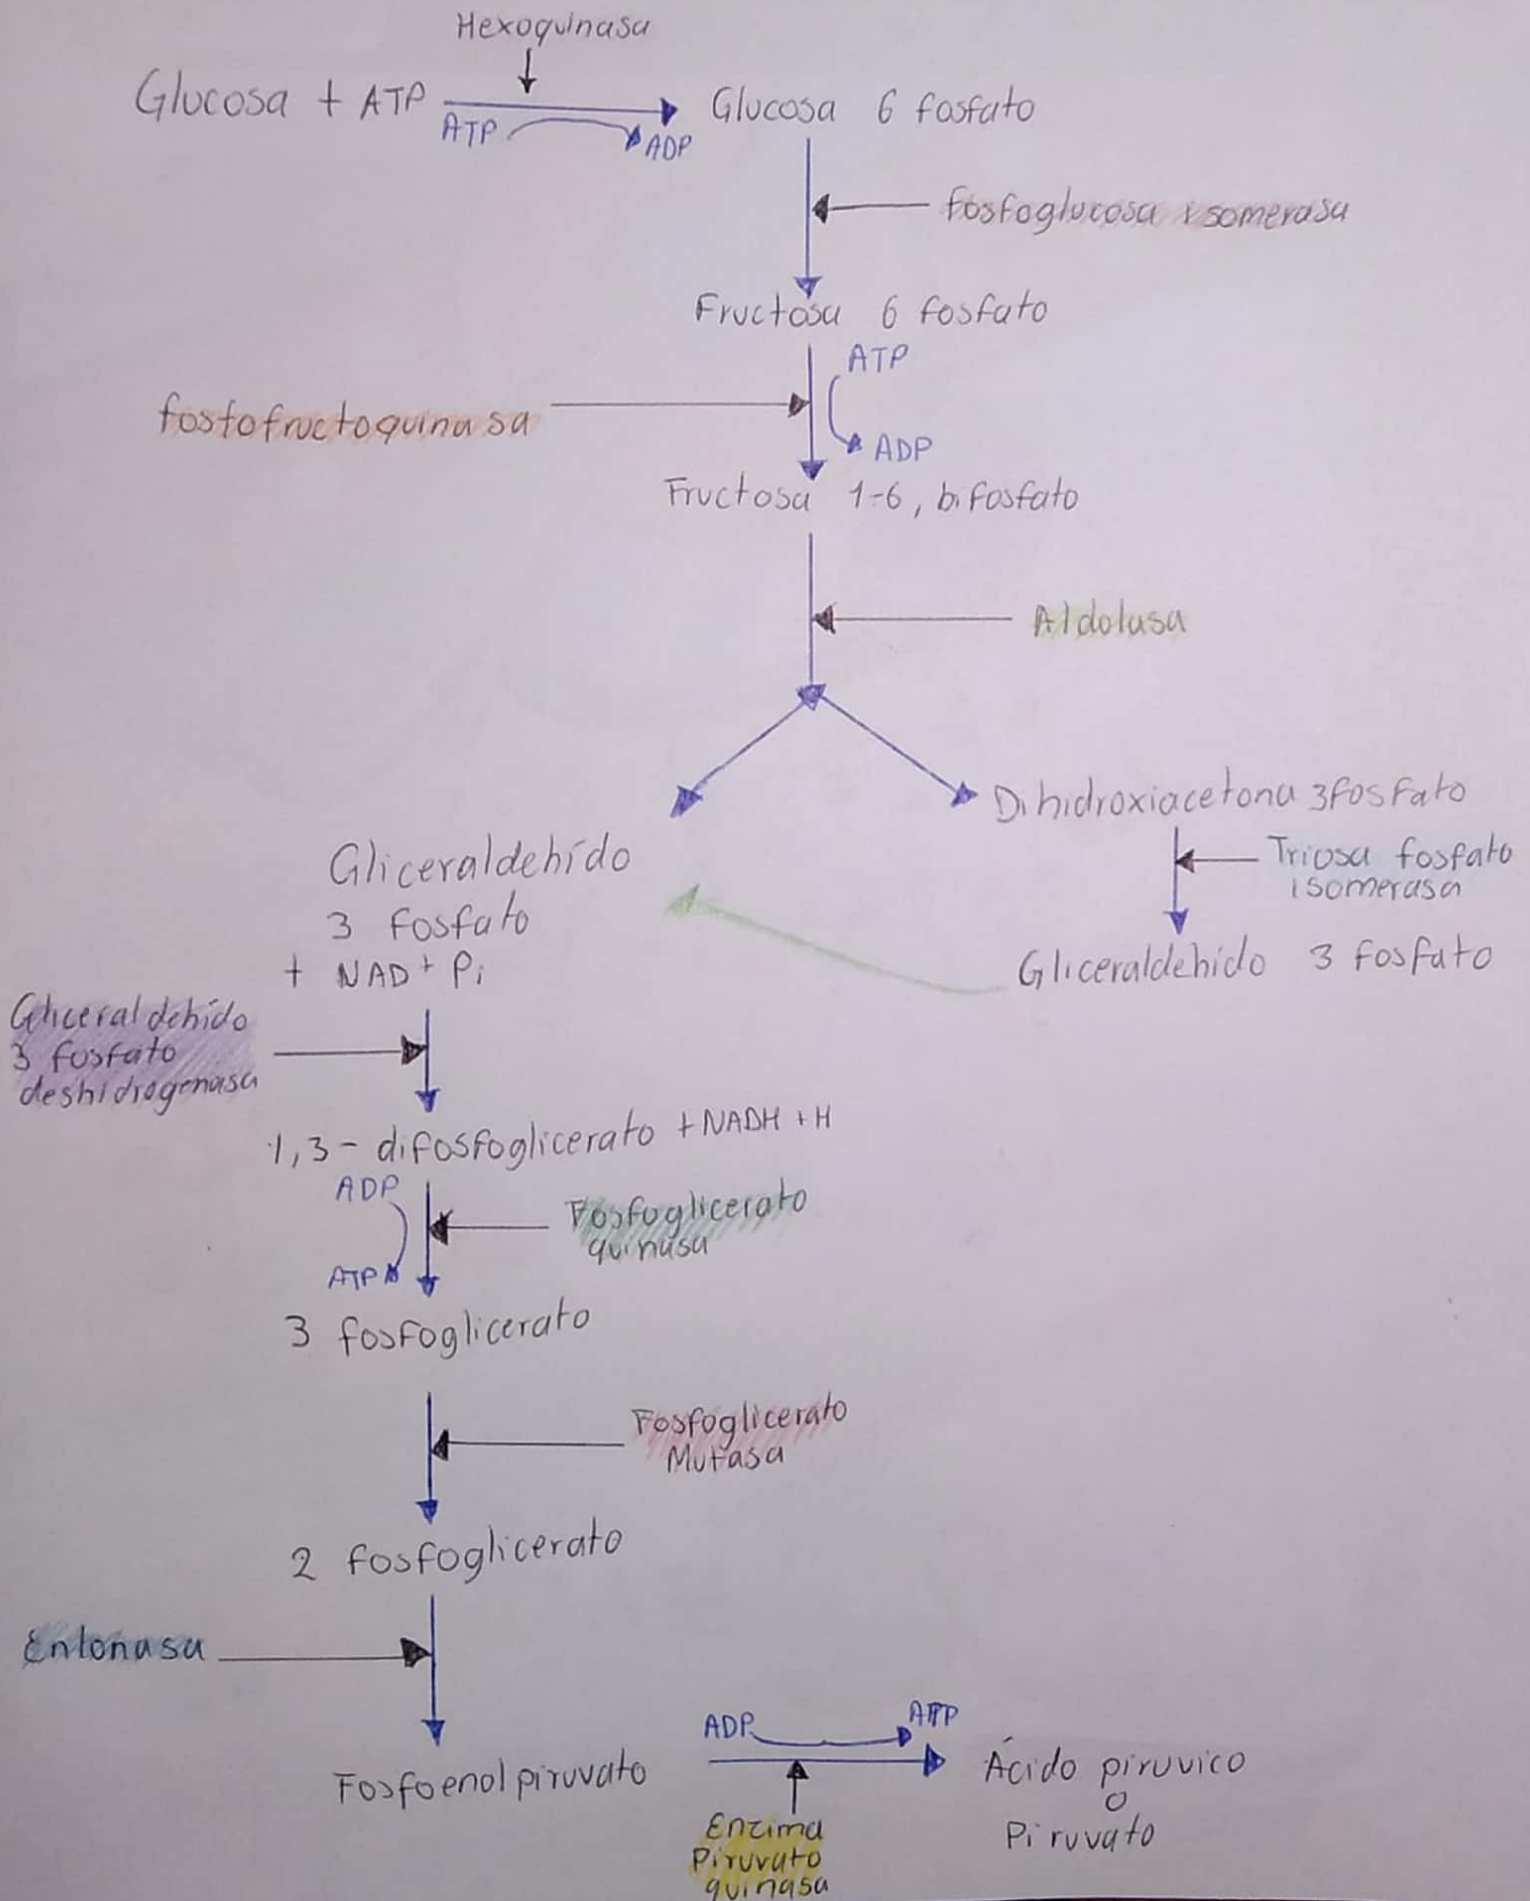 Hexoquinasa
Glucosa + ATP
ATP
ADP
Glucosa 6 fosfato
fosfoglucosa isomerasa
Fructosa 6 fosfato
ATP
fosfofructoquinasa
ADP
Fructosa 1-6, bifosfato
Aldolasa
Dihidroxiacetona 3fosfato
Triosa fosfato
isomerasa
Gliceraldehído
3 fosfato
+ NAD + Pi
Gliceraldehido 3 fosfato
Gliceraldehído
3 fosfato
deshidrogenasa
1,3 - difosfoglicerato + NADH + H
ADP
Fosfoglicerato
quinasa
ATP
3 fosfoglicerato
Fosfoglicerato
Mutasa
2 fosfoglicerato
Enlonasa
ADP
ATP
Fosfoenol piruvato
Ácido piruvico
o
Piruvato
Enzima
Piruvato
quinasa